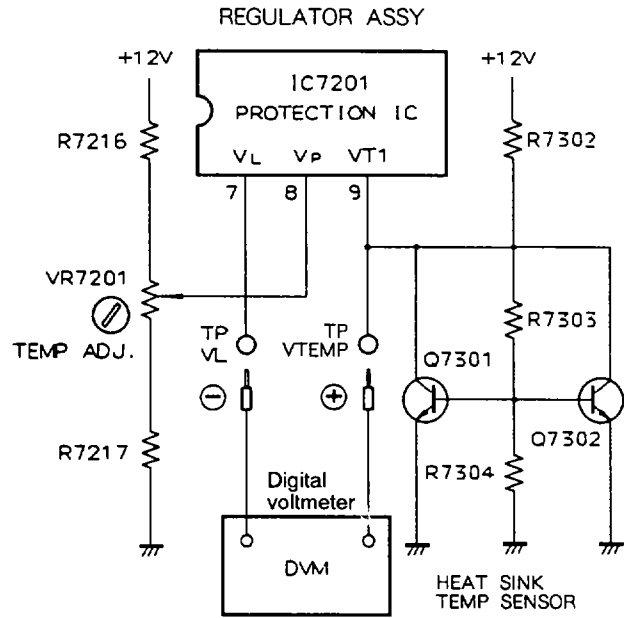 REGULATOR ASSY
+12V
+12V
IC7201
PROTECTION IC
VL
VP
VT1
7
8
9
R7216
R7302
VR7201
TEMP ADJ.
R7303
TP
VL
TP
VTEMP
Q7301
−
+
R7217
R7304
Q7302
Digital
voltmeter
DVM
HEAT SINK
TEMP SENSOR